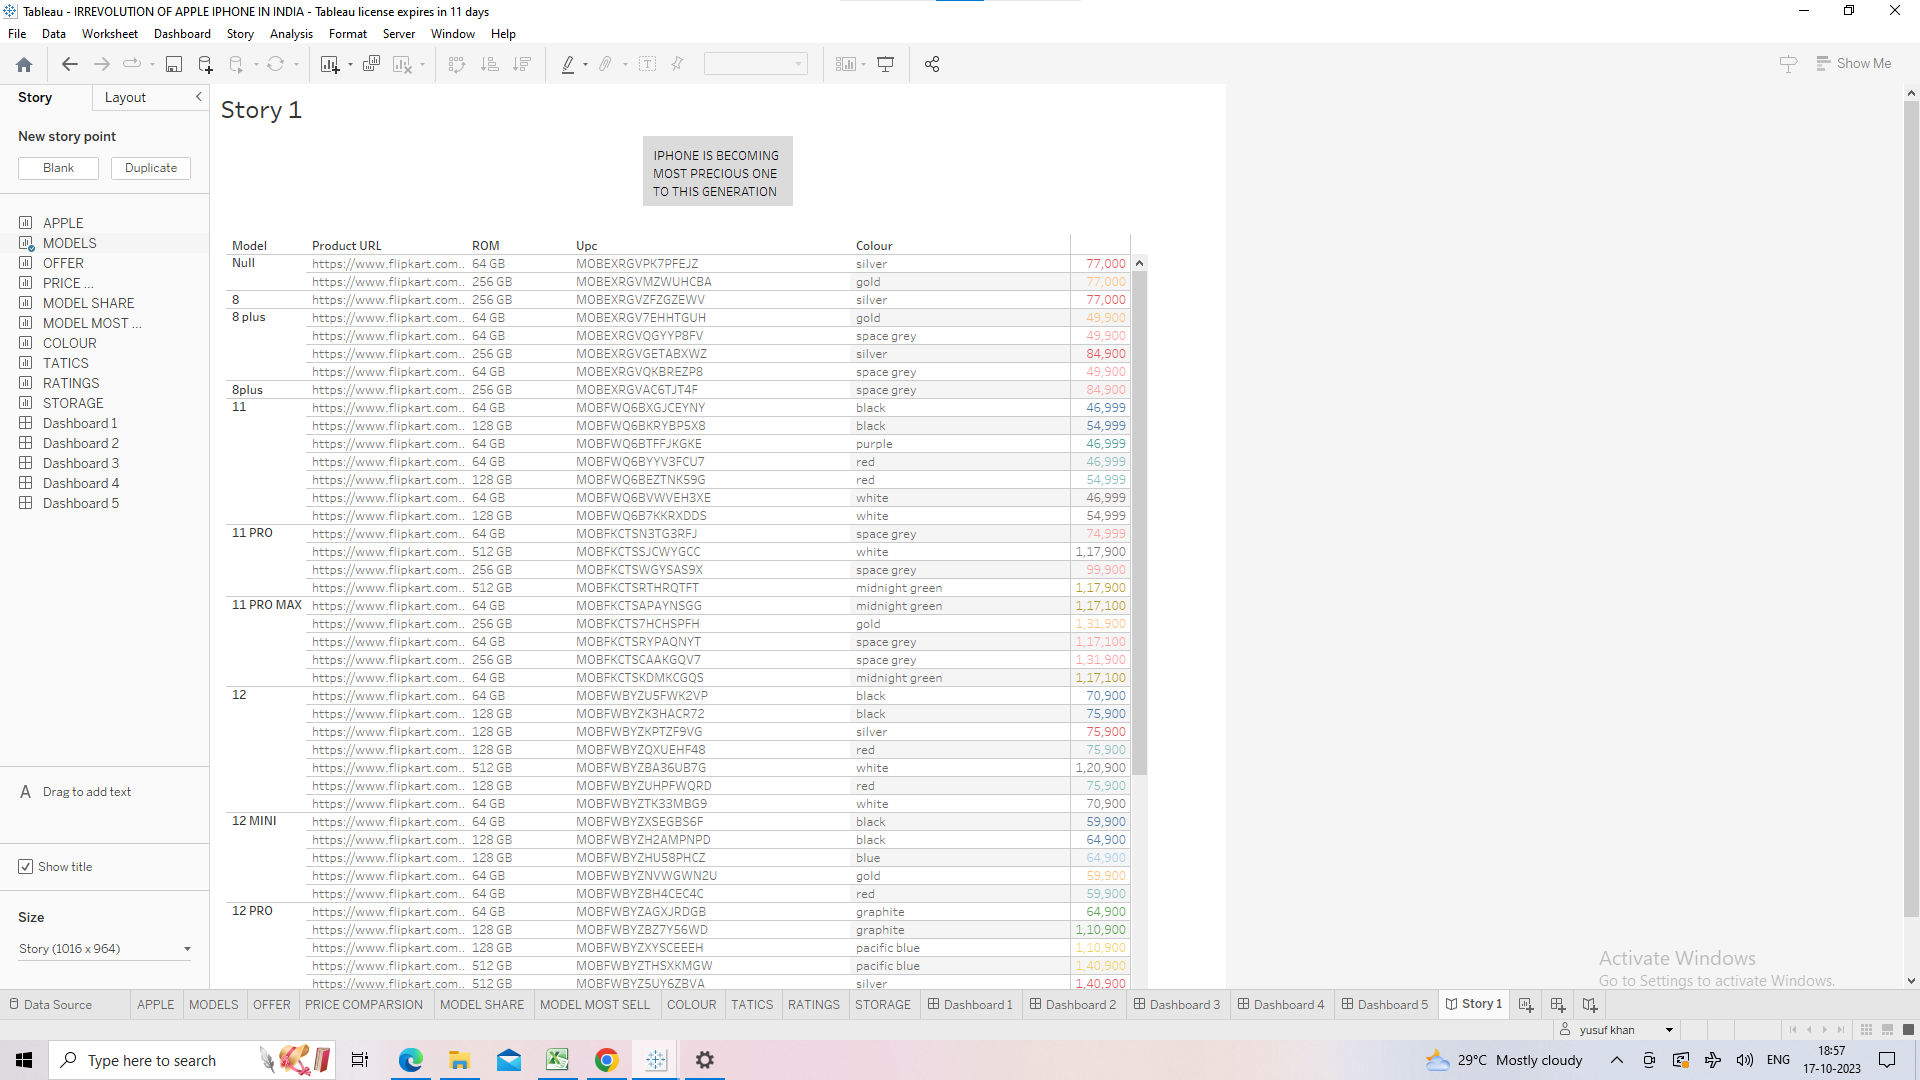 Tableau - IRREVOLUTION OF APPLE IPHONE IN INDIA - Tableau license expires in 11 days
File Data Worksheet Dashboard Story Analysis Format Server Window Help
Show Me
Story Layout
New story point
Blank Duplicate
APPLE
MODELS
OFFER
PRICE ...
MODEL SHARE
MODEL MOST ...
COLOUR
TATICS
RATINGS
STORAGE
Dashboard 1
Dashboard 2
Dashboard 3
Dashboard 4
Dashboard 5
A Drag to add text
Show title
Size
Story (1016 x 964)
Story 1
IPHONE IS BECOMING
MOST PRECIOUS ONE
TO THIS GENERATION
Model Product URL ROM Upc Colour
Null https://www.flipkart.com.. 64 GB MOBEXRGVPK7PFEJZ silver 77,000
https://www.flipkart.com.. 256 GB MOBEXRGVMZWUHCBA gold 77,000
8 https://www.flipkart.com.. 256 GB MOBEXRGVZFZGZEWV silver 77,000
8 plus https://www.flipkart.com.. 64 GB MOBEXRGV7EHHTGUH gold 49,900
https://www.flipkart.com.. 64 GB MOBEXRGVQGYYP8FV space grey 49,900
https://www.flipkart.com.. 256 GB MOBEXRGVGETABXWZ silver 84,900
https://www.flipkart.com.. 64 GB MOBEXRGVQKBREZP8 space grey 49,900
8plus https://www.flipkart.com.. 256 GB MOBEXRGVAC6TJT4F space grey 84,900
11 https://www.flipkart.com.. 64 GB MOBFWQ6BXGJCEYNY black 46,999
https://www.flipkart.com.. 128 GB MOBFWQ6BKRYBP5X8 black 54,999
https://www.flipkart.com.. 64 GB MOBFWQ6BTFFJKGKE purple 46,999
https://www.flipkart.com.. 64 GB MOBFWQ6BYYV3FCU7 red 46,999
https://www.flipkart.com.. 128 GB MOBFWQ6BEZTNK59G red 54,999
https://www.flipkart.com.. 64 GB MOBFWQ6BVWVEH3XE white 46,999
https://www.flipkart.com.. 128 GB MOBFWQ6B7KKRXDDS white 54,999
11 PRO https://www.flipkart.com.. 64 GB MOBFKCTSN3TG3RFJ space grey 74,999
https://www.flipkart.com.. 512 GB MOBFKCTSSJCWYGCC white 1,17,900
https://www.flipkart.com.. 256 GB MOBFKCTSWGYSAS9X space grey 99,900
https://www.flipkart.com.. 512 GB MOBFKCTSRTHRQTFT midnight green 1,17,900
11 PRO MAX https://www.flipkart.com.. 64 GB MOBFKCTSAPAYNSGG midnight green 1,17,100
https://www.flipkart.com.. 256 GB MOBFKCTS7HCHSPFH gold 1,31,900
https://www.flipkart.com.. 64 GB MOBFKCTSRYPAQNYT space grey 1,17,100
https://www.flipkart.com.. 256 GB MOBFKCTSCAAKGQV7 space grey 1,31,900
https://www.flipkart.com.. 64 GB MOBFKCTSKDMKCGQS midnight green 1,17,100
12 https://www.flipkart.com.. 64 GB MOBFWBYZU5FWK2VP black 70,900
https://www.flipkart.com.. 128 GB MOBFWBYZK3HACR72 black 75,900
https://www.flipkart.com.. 128 GB MOBFWBYZKPTZF9VG silver 75,900
https://www.flipkart.com.. 128 GB MOBFWBYZQXUEHF48 red 75,900
https://www.flipkart.com.. 512 GB MOBFWBYZBA36UB7G white 1,20,900
https://www.flipkart.com.. 128 GB MOBFWBYZUHPFWQRD red 75,900
https://www.flipkart.com.. 64 GB MOBFWBYZTK33MBG9 white 70,900
12 MINI https://www.flipkart.com.. 64 GB MOBFWBYZXSEGBS6F black 59,900
https://www.flipkart.com.. 128 GB MOBFWBYZH2AMPNPD black 64,900
https://www.flipkart.com.. 128 GB MOBFWBYZHU58PHCZ blue 64,900
https://www.flipkart.com.. 64 GB MOBFWBYZNVWGWN2U gold 59,900
https://www.flipkart.com.. 64 GB MOBFWBYZBH4CEC4C red 59,900
12 PRO https://www.flipkart.com.. 64 GB MOBFWBYZAGXJRDGB graphite 64,900
https://www.flipkart.com.. 128 GB MOBFWBYZBZ7Y56WD graphite 1,10,900
https://www.flipkart.com.. 128 GB MOBFWBYZXYSCEEEH pacific blue 1,10,900
https://www.flipkart.com.. 512 GB MOBFWBYZTHSXKMGW pacific blue 1,40,900
https://www.flipkart.com.. 512 GB MOBFWBYZ5UY6ZBVA silver 1,40,900
Activate Windows
Go to Settings to activate Windows.
Data Source APPLE MODELS OFFER PRICE COMPARSION MODEL SHARE MODEL MOST SELL COLOUR TATICS RATINGS STORAGE Dashboard 1 Dashboard 2 Dashboard 3 Dashboard 4 Dashboard 5 Story 1
yusuf khan
Type here to search
29°C Mostly cloudy ENG
18:57
17-10-2023